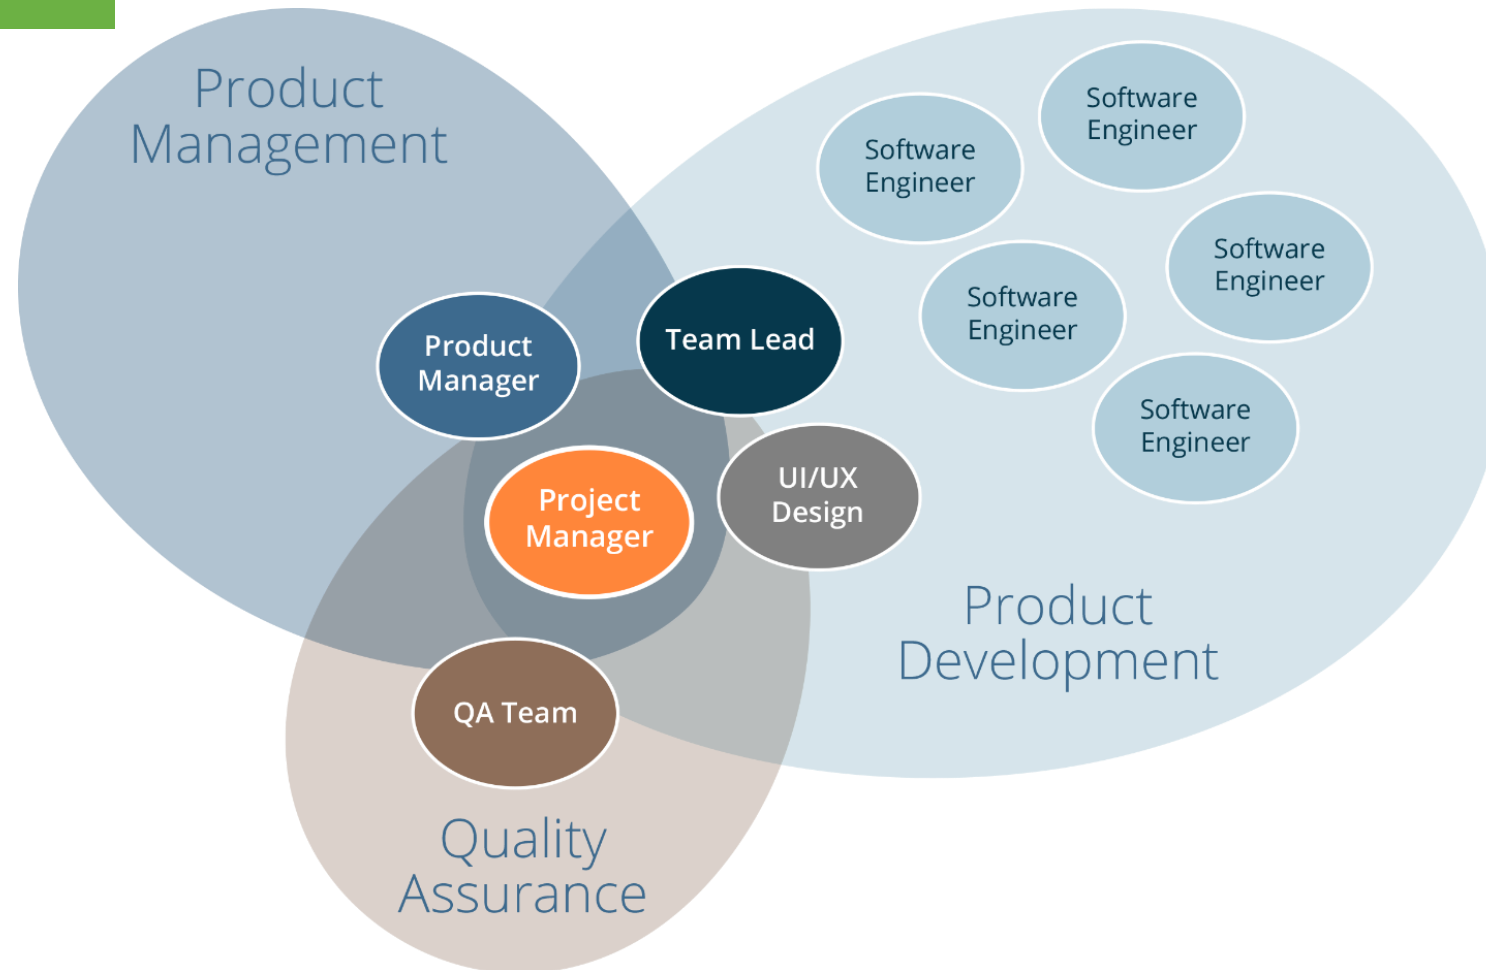 Product
Management
Software
Engineer
Software
Engineer
Software
Engineer
Software
Engineer
Software
Engineer
Team Lead
Product
Manager
UI/UX
Design
Project
Manager
QA Team
Product
Development
Quality
Assurance